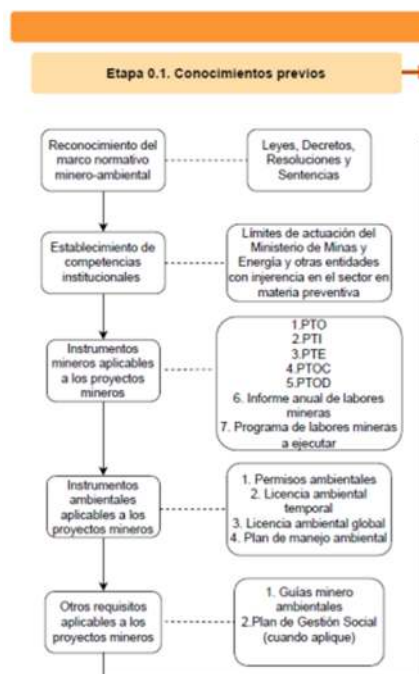 Etapa 0.1. Conocimientos previos
Reconocimiento del
marco normativo
minero-ambiental
Leyes, Decretos,
Resoluciones y
Sentencias
Establecimiento de
competencias
institucionales
Límites de actuación del
Ministerio de Minas y
Energía y otras entidades
con injerencia en el sector en
materia preventiva
Instrumentos
mineros aplicables
a los proyectos
mineros
1.PTO
2.PTI
3.PTE
4.PTOC
5.PTOD
6. Informe anual de labores
mineras
7. Programa de labores mineras
a ejecutar
Instrumentos
ambientales
aplicables a los
proyectos mineros
1. Permisos ambientales
2. Licencia ambiental
temporal
3. Licencia ambiental global
4. Plan de manejo ambiental
Otros requisitos
aplicables a los
proyectos mineros
1. Guías minero
ambientales
2.Plan de Gestión Social
(cuando aplique)